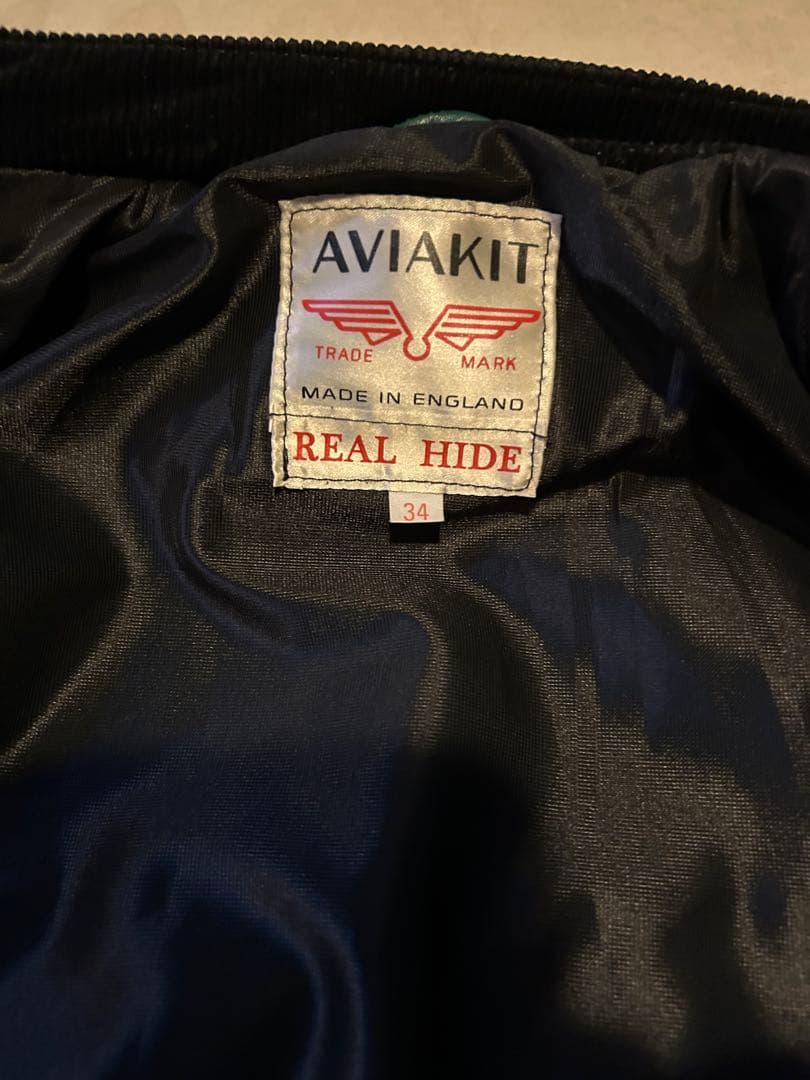 AVIAKIT
TRADE MARK
MADE IN ENGLAND
REAL HIDE
34